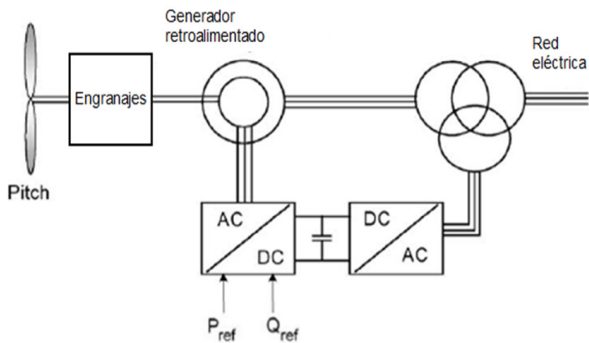 Generador
retroalimentado
Red
eléctrica
Engranajes
Pitch
AC
DC
DC
AC
Pref
Qref